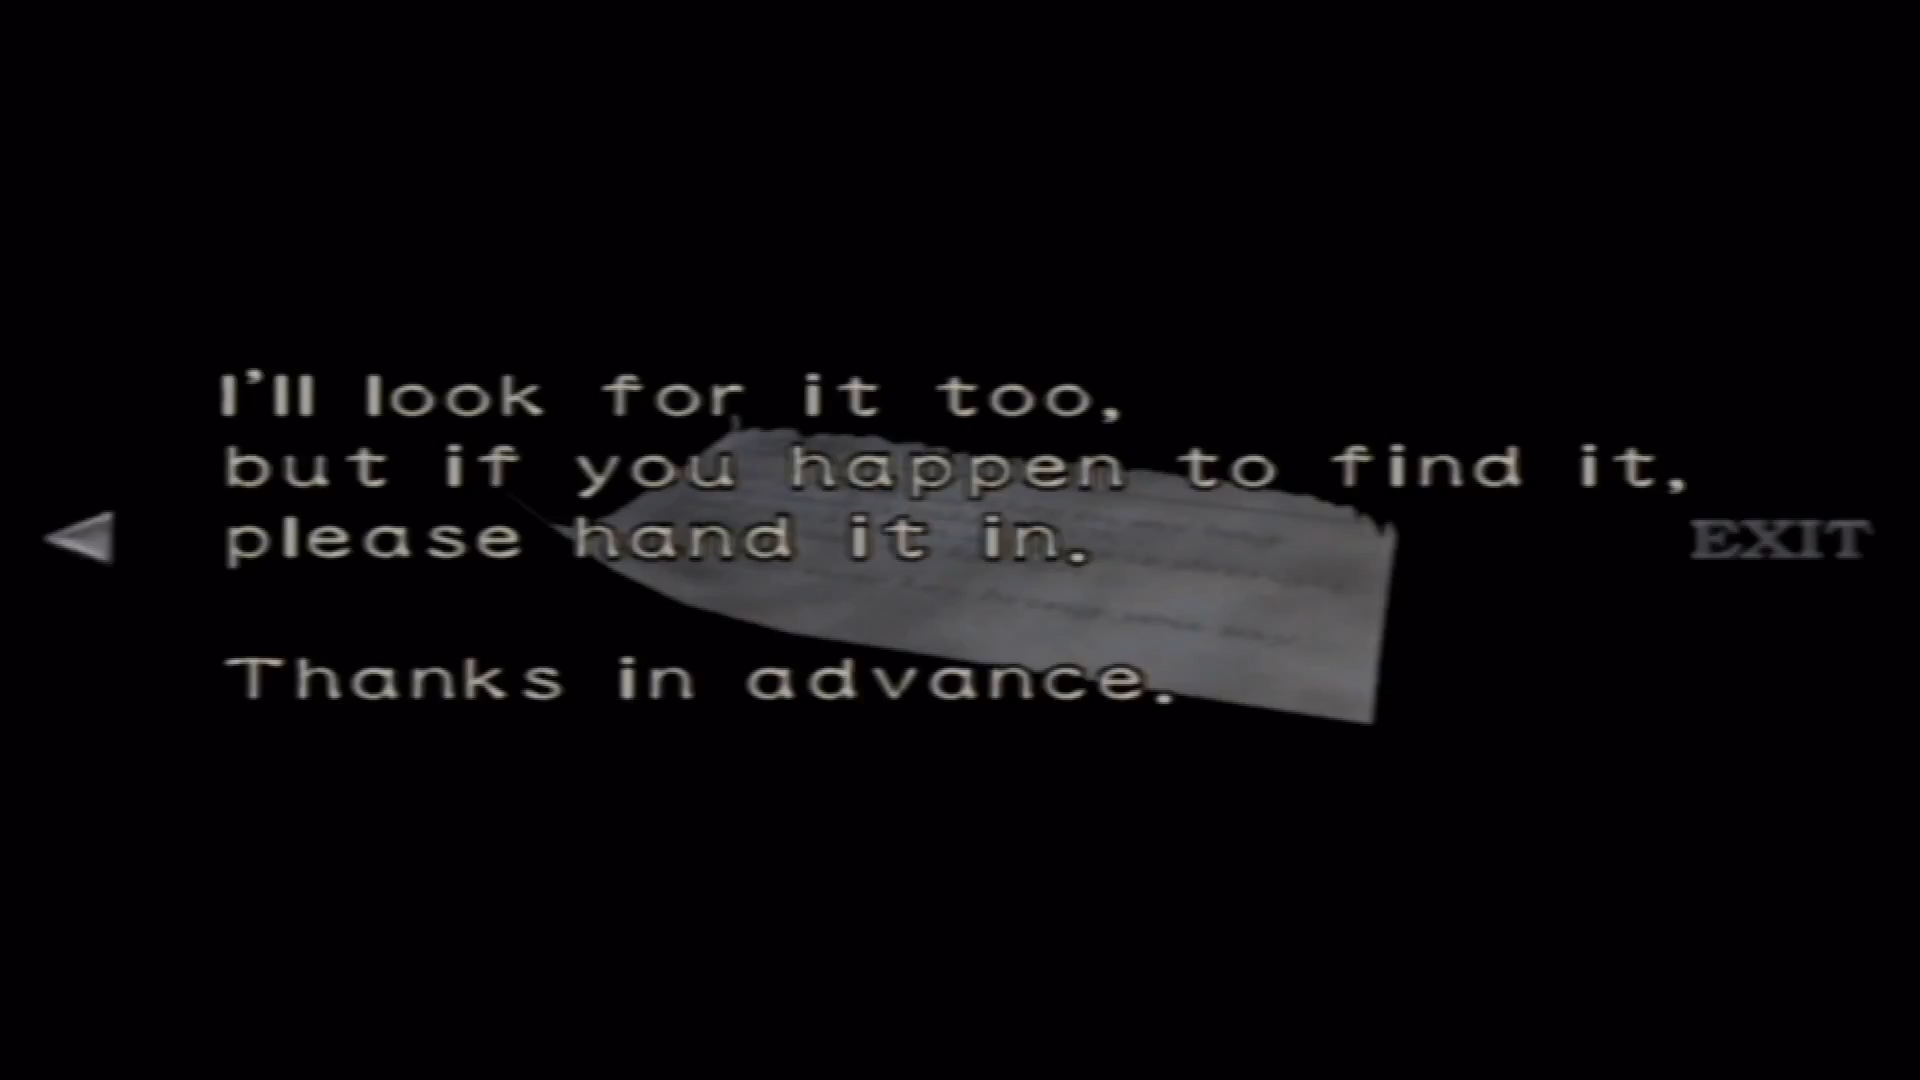 I'll look for it too,
but if you happen to find it,
please hand it in.
EXIT
Thanks in advance.